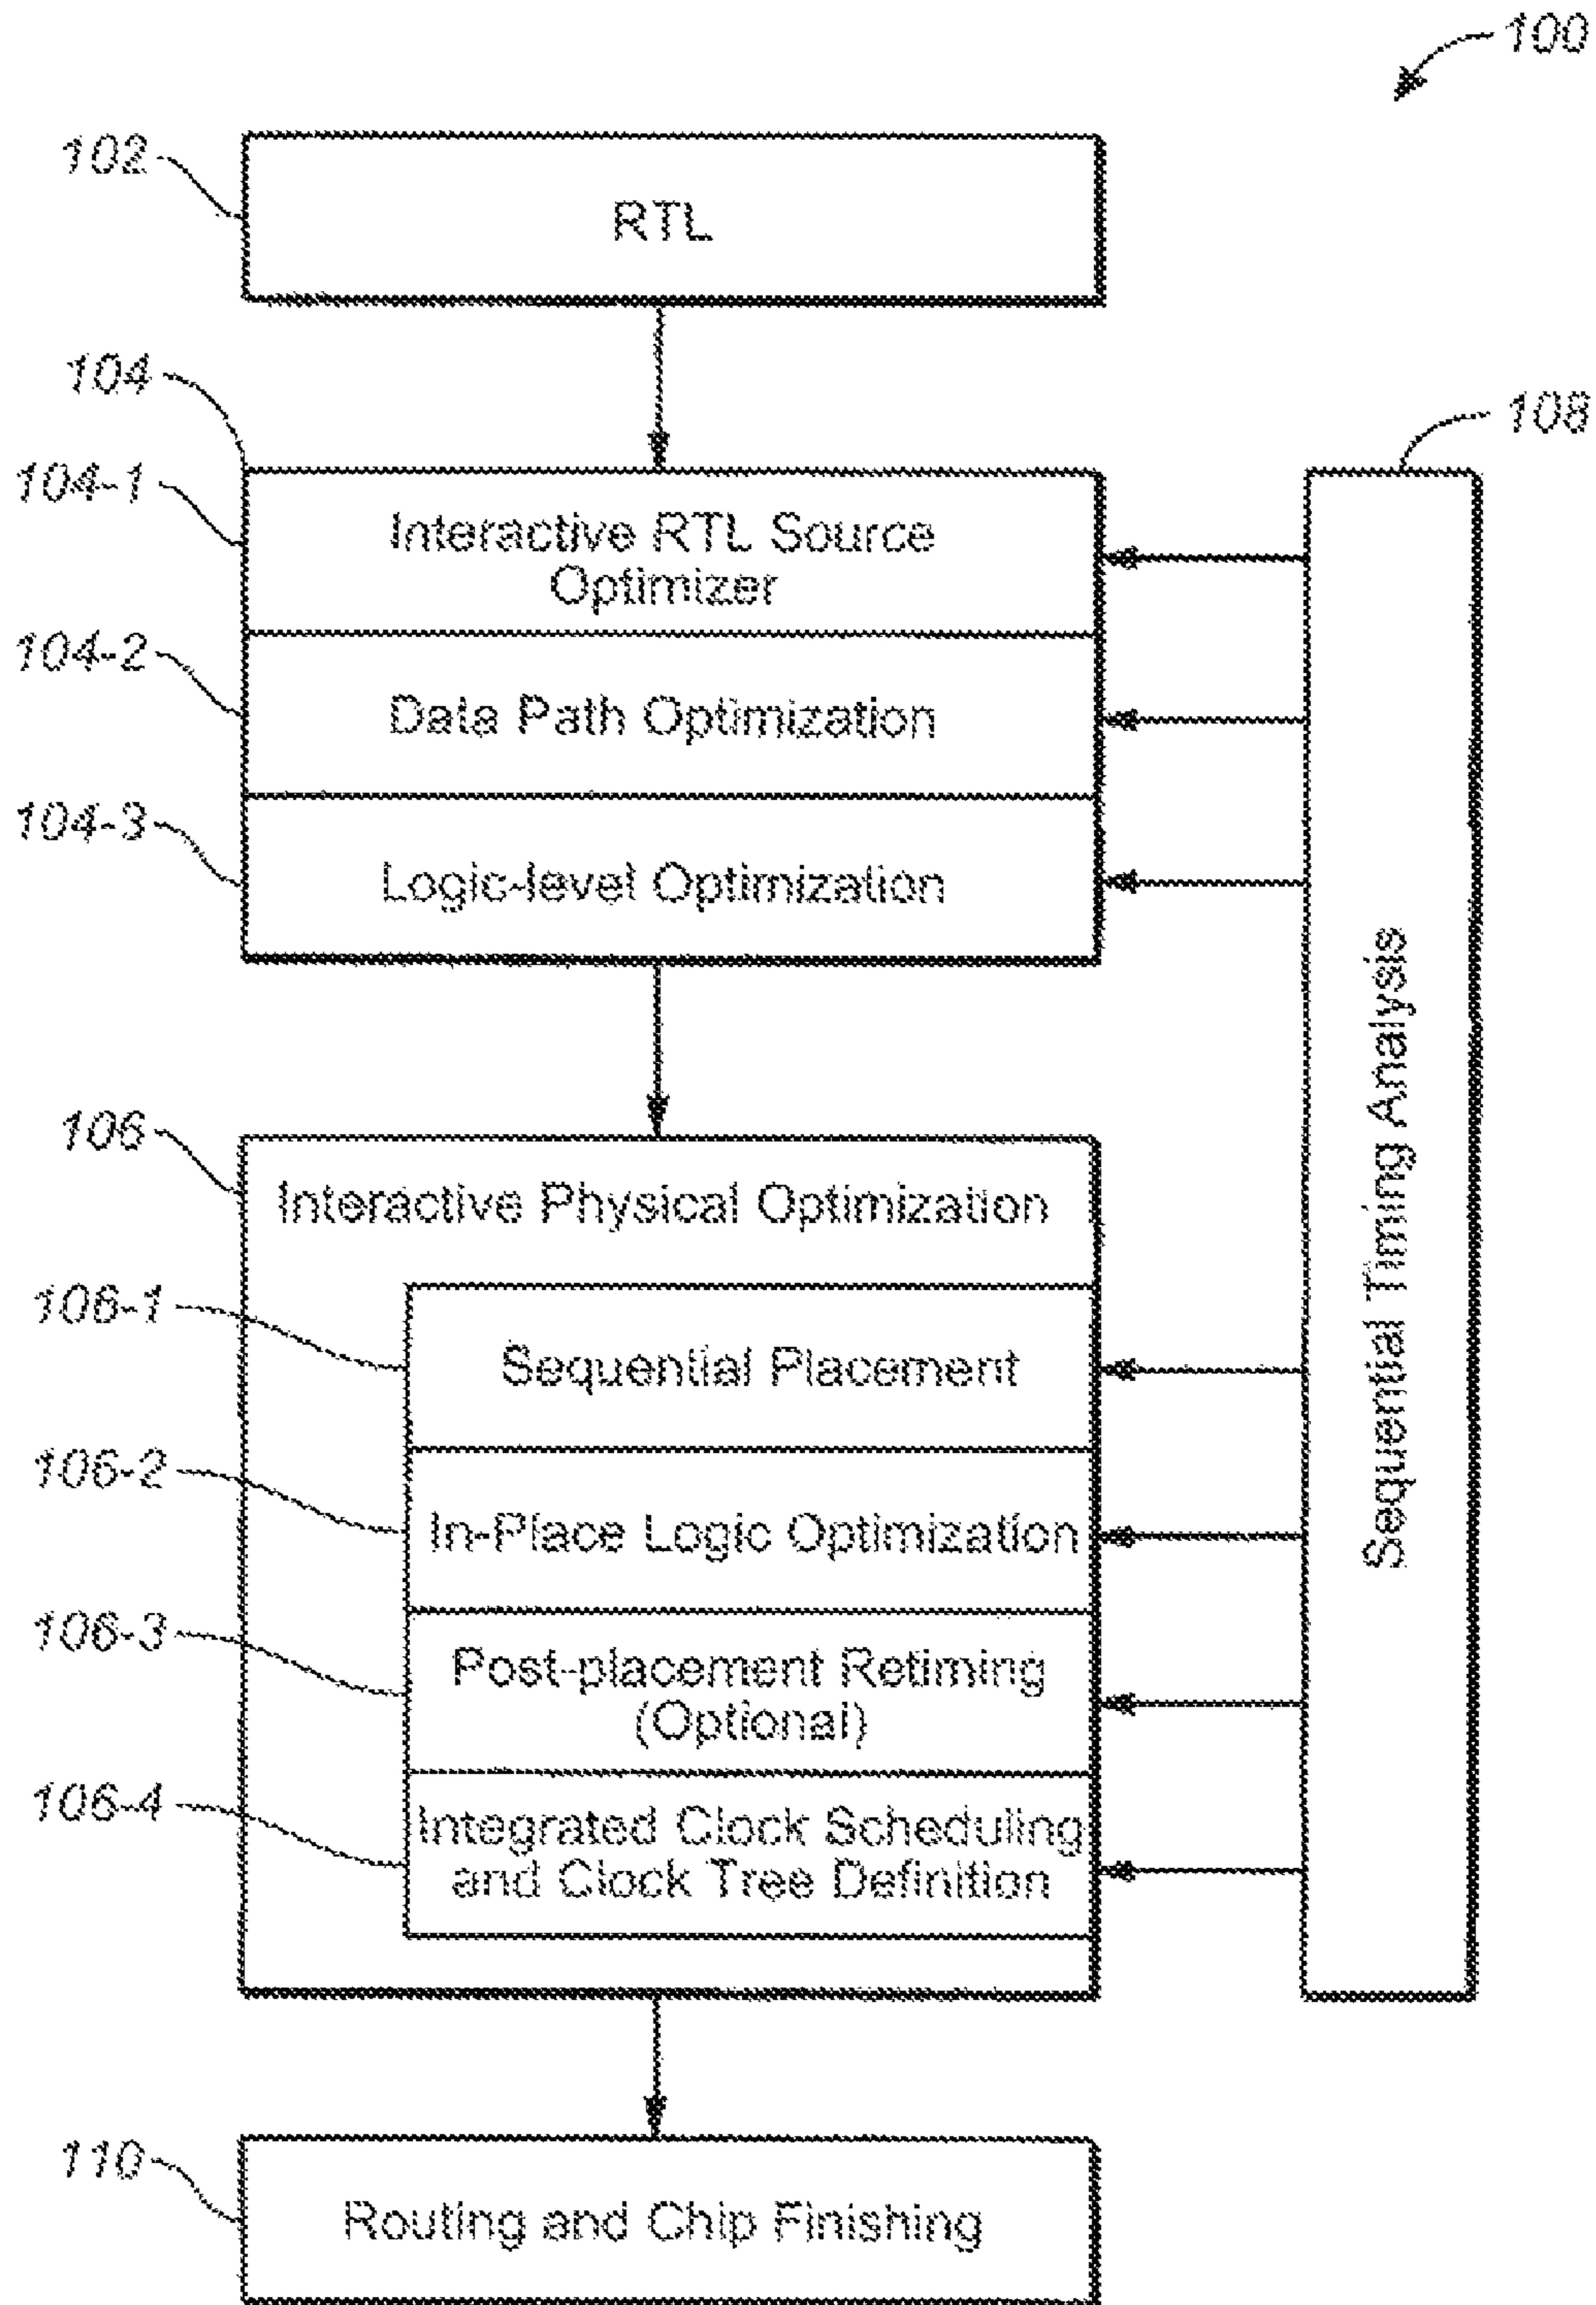 100
102
RTL
104
108
104-1
Interactive RTL Source
Optimizer
104-2
Data Path Optimization
104-3
Logic-level Optimization
Sequential Timing Analysis
106
Interactive Physical Optimization
106-1
Sequential Placement
106-2
In-Place Logic Optimization
106-3
Post-placement Retiming
(Optional)
106-4
Integrated Clock Scheduling
and Clock Tree Definition
110
Routing and Chip Finishing